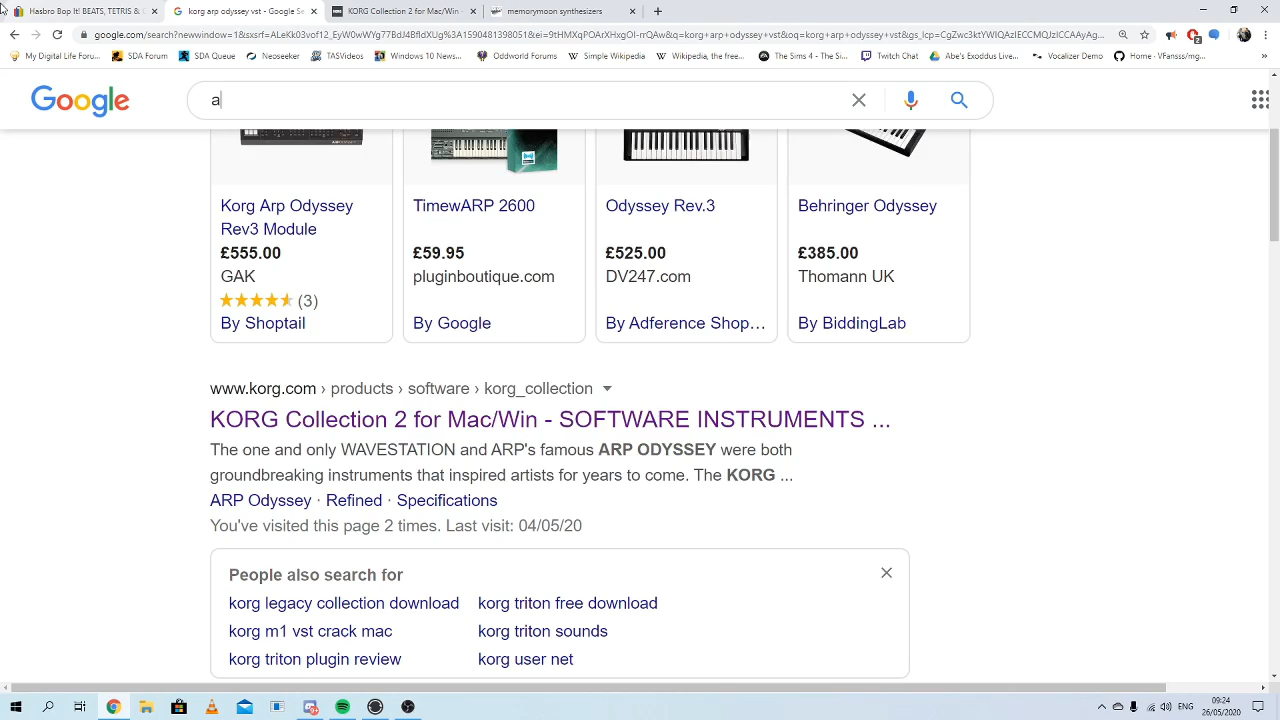 Hasbro Bop It! BEATS, TETRIS & C
korg arp odyssey vst - Google Se
KORG Collection 2 for Mac/Win -
memorymoon synthesizers
google.com/search?newwindow=1&sxsrf=ALeKk03vof12_EyW0wWYg77BdJ4BfldXUg%3A1590481398051&ei=9tHMXqPOArXHxgOl-rQAw&q=korg+arp+odyssey+vst&oq=korg+arp+odyssey+vst&gs_lcp=CgZwc3ktYWIQAzIECCMQJzICCAAyAg...
My Digital Life Forum...
SDA Forum
SDA Queue
Neoseeker
TASVideos
Windows 10 New...
Oddworld Forums
Simple Wikipedia
Wikipedia, the free...
The Sims 4 - The Si...
Twitch Chat
Abe's Exoddus Live...
Vocalizer Demo
Home · VFansss/mg...
Google
a
Korg Arp Odyssey
Rev3 Module
£555.00
GAK
(3)
By Shoptail
TimewARP 2600
£59.95
pluginboutique.com
By Google
Odyssey Rev.3
£525.00
DV247.com
By Adference Shop...
Behringer Odyssey
£385.00
Thomann UK
By BiddingLab
www.korg.com › products › software › korg_collection
KORG Collection 2 for Mac/Win - SOFTWARE INSTRUMENTS ...
The one and only WAVESTATION and ARP's famous ARP ODYSSEY were both
groundbreaking instruments that inspired artists for years to come. The KORG ...
ARP Odyssey · Refined · Specifications
You've visited this page 2 times. Last visit: 04/05/20
People also search for
korg legacy collection download
korg triton free download
korg m1 vst crack mac
korg triton sounds
korg triton plugin review
korg user net
ENG
09:24
26/05/2020